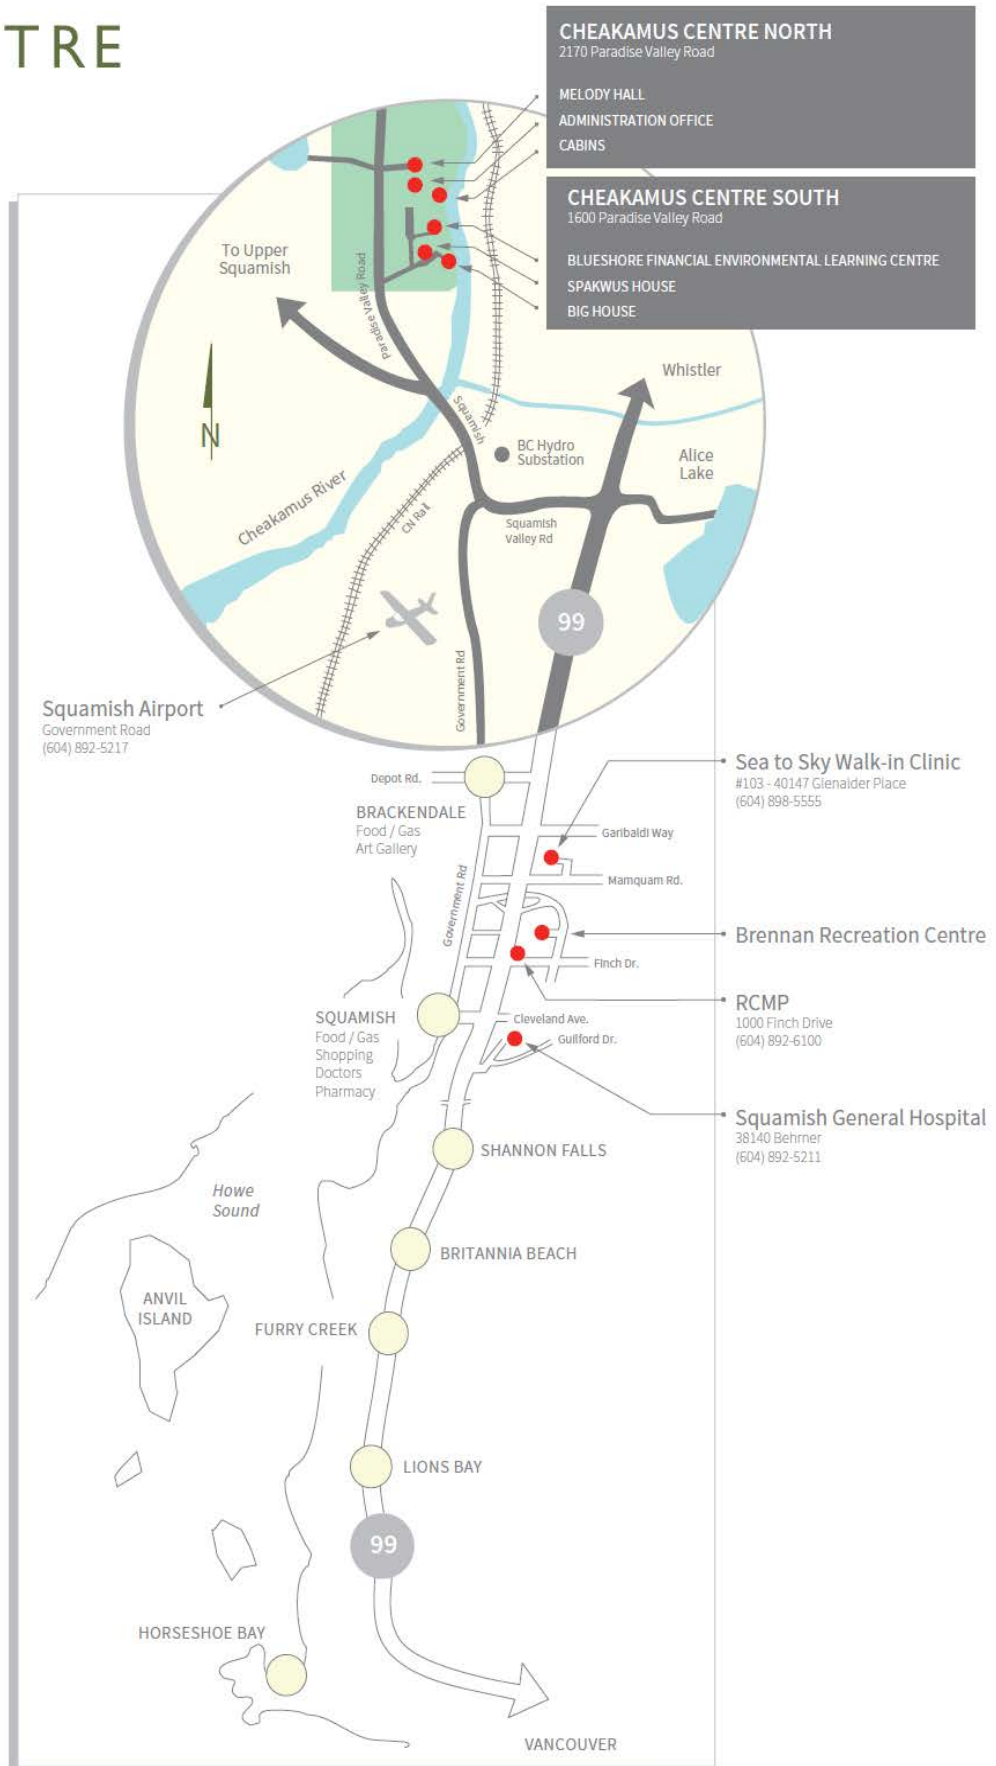 TRE
CHEAKAMUS CENTRE NORTH
2170 Paradise Valley Road
MELODY HALL
ADMINISTRATION OFFICE
CABINS
CHEAKAMUS CENTRE SOUTH
1600 Paradise Valley Road
BLUESHORE FINANCIAL ENVIRONMENTAL LEARNING CENTRE
SPAKWUS HOUSE
BIG HOUSE
To Upper
Squamish
Paradise Valley Road
N
Whistler
Squamish
BC Hydro
Substation
Alice
Lake
Cheakamus River
CN Rail
Squamish
Valley Rd
99
Government Rd
Squamish Airport
Government Road
(604) 892-5217
Depot Rd.
BRACKENDALE
Food / Gas
Art Gallery
Sea to Sky Walk-in Clinic
#103 - 40147 Glenalder Place
(604) 898-5555
Garibaldi Way
Mamquam Rd.
Government Rd
Brennan Recreation Centre
Finch Dr.
RCMP
1000 Finch Drive
(604) 892-6100
SQUAMISH
Food / Gas
Shopping
Doctors
Pharmacy
Cleveland Ave.
Guilford Dr.
Squamish General Hospital
38140 Behrner
(604) 892-5211
SHANNON FALLS
Howe
Sound
BRITANNIA BEACH
ANVIL
ISLAND
FURRY CREEK
LIONS BAY
99
HORSESHOE BAY
VANCOUVER